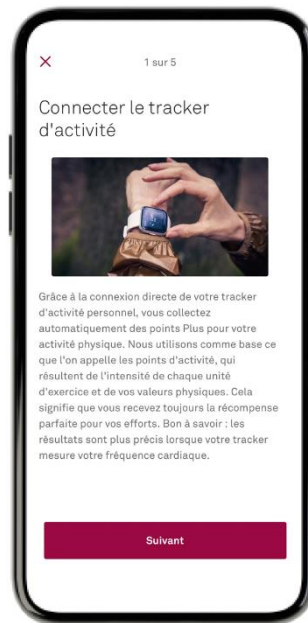 1 sur 5
Connecter le tracker
d'activité
Grâce à la connexion directe de votre tracker
d'activité personnel, vous collectez
automatiquement des points Plus pour votre
activité physique. Nous utilisons comme base ce
que l'on appelle les points d'activité, qui
résultent de l'intensité de chaque unité
d'exercice et de vos valeurs physiques. Cela
signifie que vous recevez toujours la récompense
parfaite pour vos efforts. Bon à savoir : les
résultats sont plus précis lorsque votre tracker
mesure votre fréquence cardiaque.
Suivant